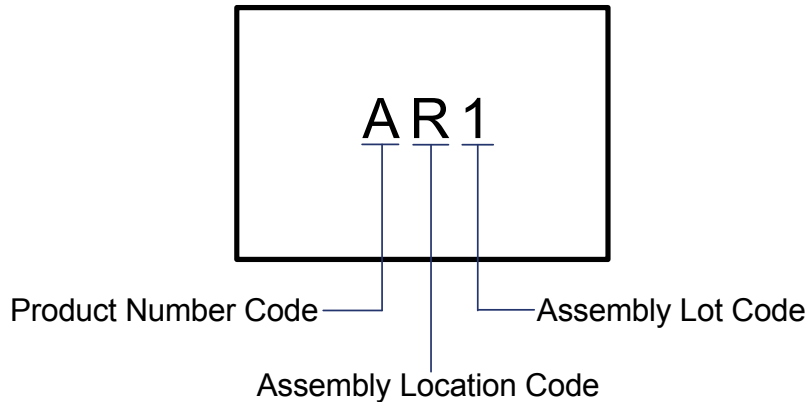 AR1
Product Number Code
Assembly Lot Code
Assembly Location Code